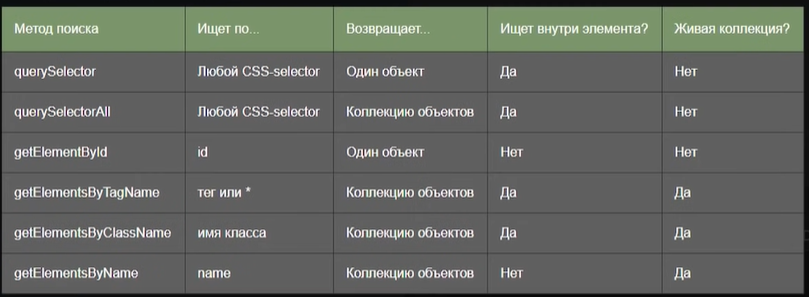 Метод поиска Ищет по... Возвращает... Ищет внутри элемента? Живая коллекция?
querySelector Любой CSS-selector Один объект Да Нет
querySelectorAll Любой CSS-selector Коллекцию объектов Да Нет
getElementById id Один объект Нет Нет
getElementsByTagName тег или * Коллекцию объектов Да Да
getElementsByClassName имя класса Коллекцию объектов Да Да
getElementsByName name Коллекцию объектов Нет Да